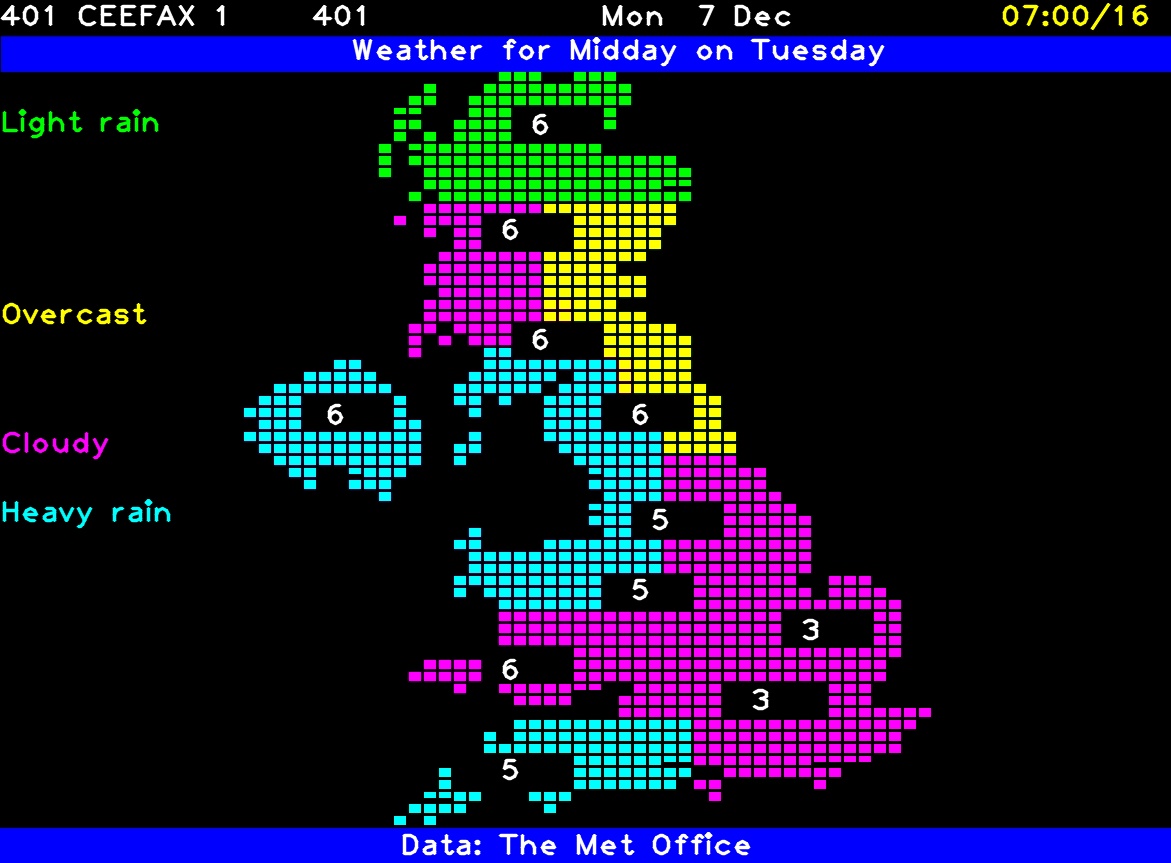 401 CEEFAX 1 401 Mon 7 Dec 07:00/16
Weather for Midday on Tuesday
Light rain
6
6
Overcast
6
6 6
Cloudy
Heavy rain
5
5
3
6
3
5
Data: The Met Office